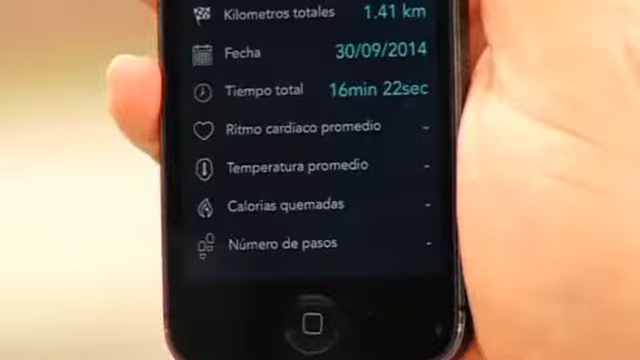 Kilometros totales 1.41 km
Fecha 30/09/2014
Tiempo total 16min 22sec
Ritmo cardiaco promedio -
Temperatura promedio -
Calorias quemadas -
Número de pasos -